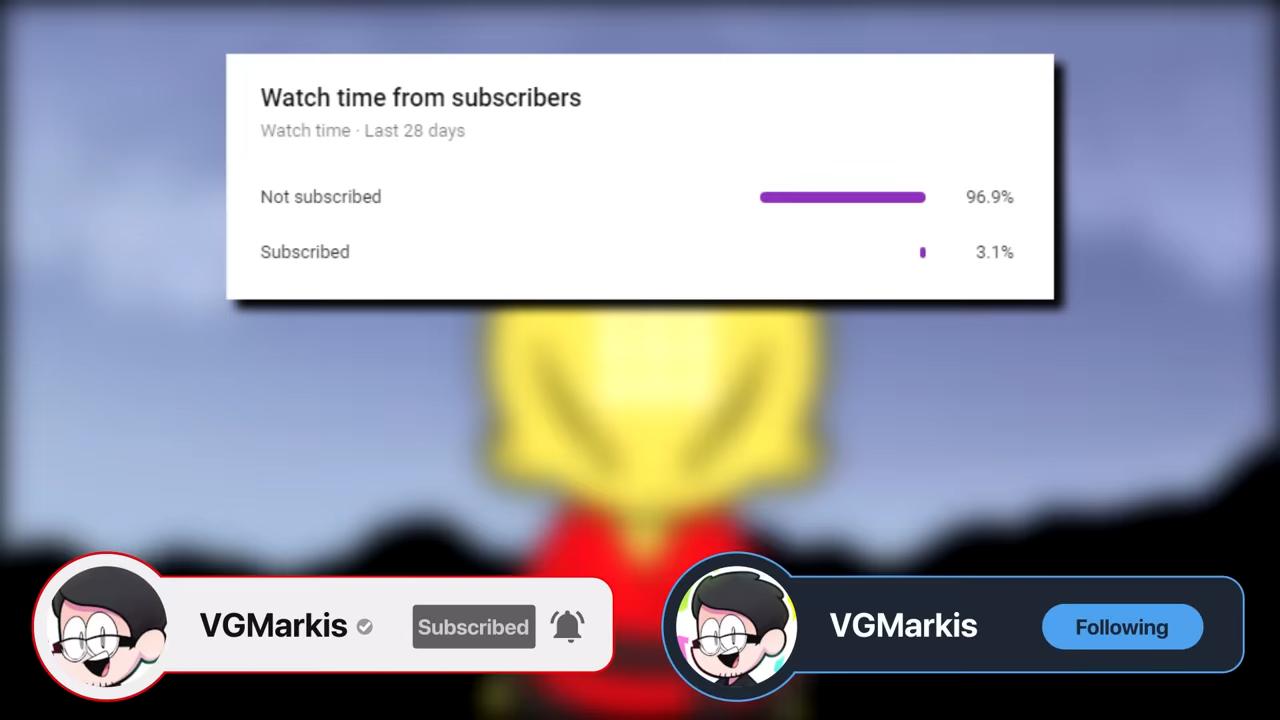 Watch time from subscribers
Watch time · Last 28 days
Not subscribed 96.9%
Subscribed 3.1%
VGMarkis Subscribed
VGMarkis Following